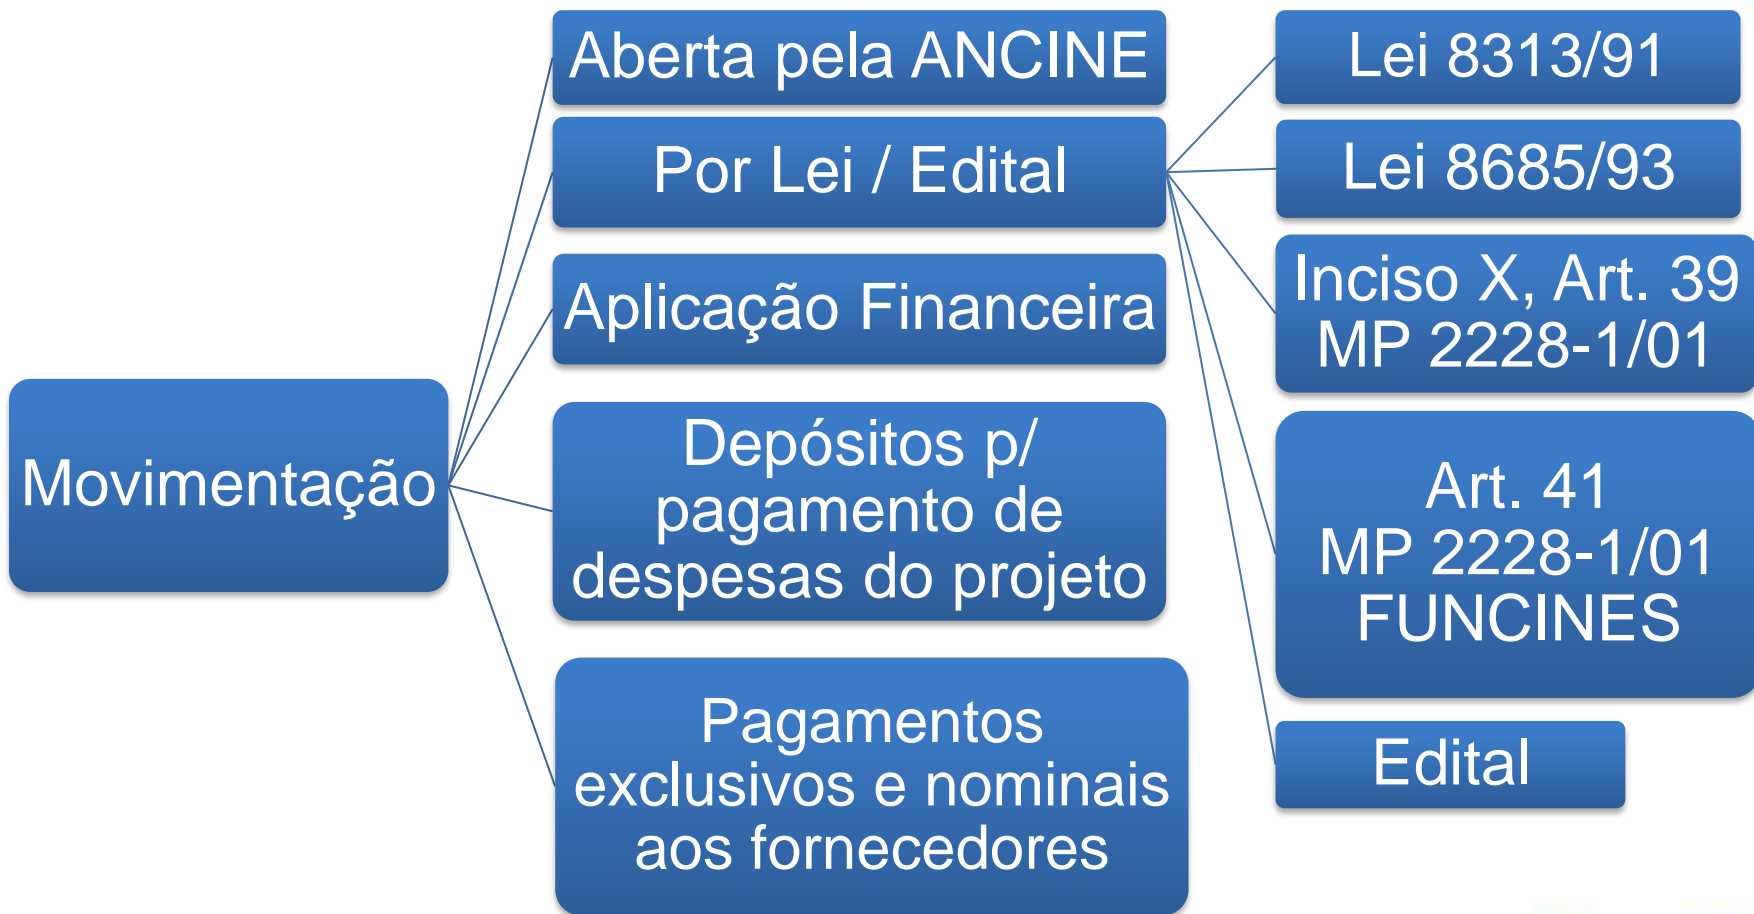 Movimentação
Aberta pela ANCINE
Por Lei / Edital
Aplicação Financeira
Depósitos p/
pagamento de
despesas do projeto
Pagamentos
exclusivos e nominais
aos fornecedores
Lei 8313/91
Lei 8685/93
Inciso X, Art. 39
MP 2228-1/01
Art. 41
MP 2228-1/01
FUNCINES
Edital